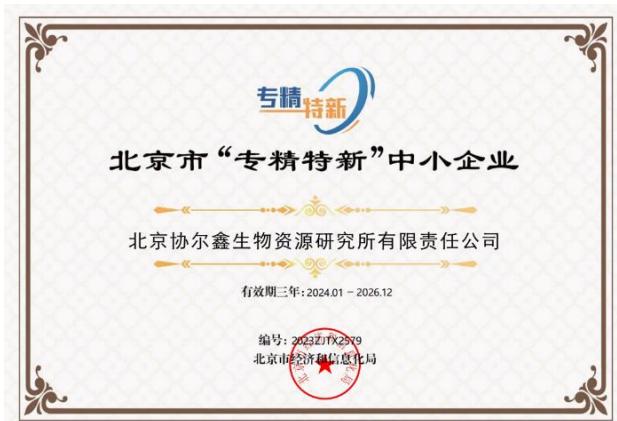 专精特新
北京市“专精特新”中小企业
北京协尔鑫生物资源研究所有限责任公司
有效期三年：2024.01 – 2026.12
编号：2023ZJTX2579
北京市经济和信息化局